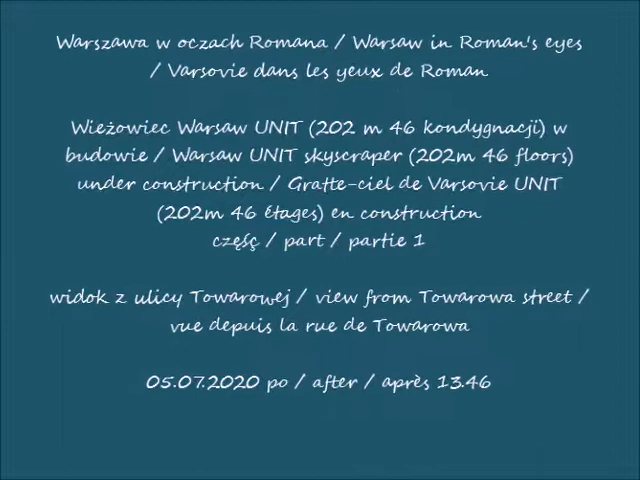 Warszawa w oczach Romana / Warsaw in Roman's eyes
/ Varsovie dans les yeux de Roman
Wieżowiec Warsaw UNIT (202 m 46 kondygnacji) w
budowie / Warsaw UNIT skyscraper (202m 46 floors)
under construction / Gratte-ciel de Varsovie UNIT
(202m 46 étages) en construction
częśç / part / partie 1
widok z ulicy Towarowej / view from Towarowa street /
vue depuis la rue de Towarowa
05.07.2020 po / after / après 13.46